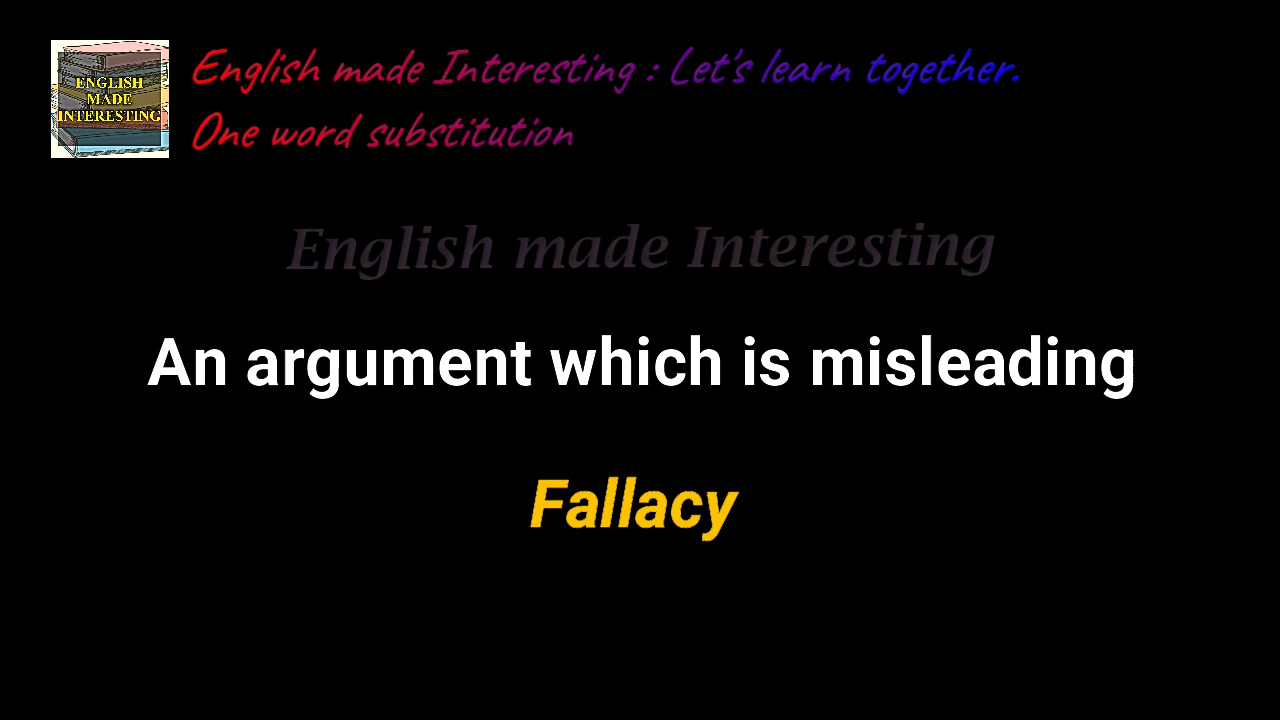 ENGLISH
MADE
INTERESTING
English made Interesting : Let's learn together.
One word substitution
English made Interesting
An argument which is misleading
Fallacy